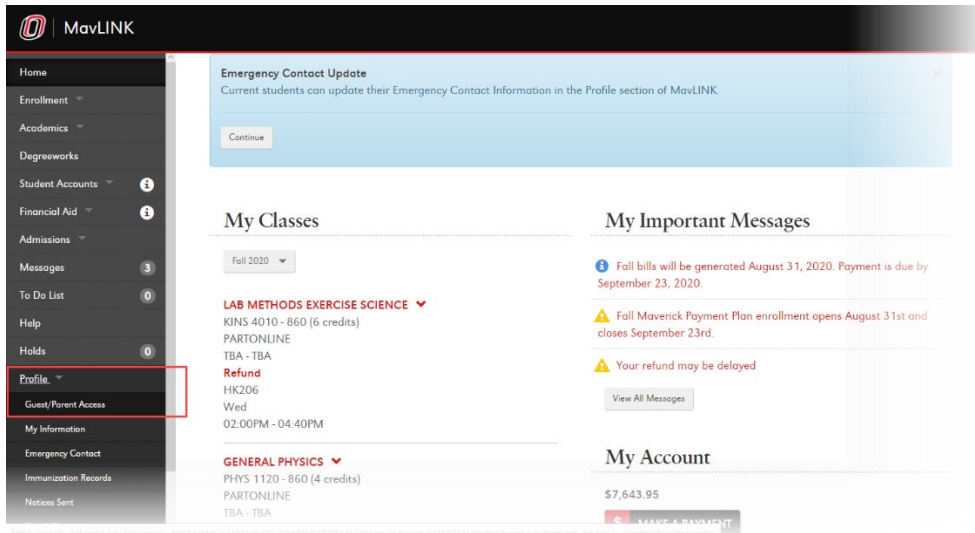 MavLINK
Home
Enrollment
Academics
Degreeworks
Student Accounts
Financial Aid
Admissions
Messages 3
To Do List 0
Help
Holds 0
Profile
Guest/Parent Access
My Information
Emergency Contact
Immunization Records
Notices Sent
Emergency Contact Update
Current students can update their Emergency Contact Information in the Profile section of MavLINK.
Continue
My Classes
Fall 2020
LAB METHODS EXERCISE SCIENCE
KINS 4010 - 860 (6 credits)
PARTONLINE
TBA - TBA
Refund
HK206
Wed
02:00PM - 04:40PM
GENERAL PHYSICS
PHYS 1120 - 860 (4 credits)
PARTONLINE
TBA - TBA
My Important Messages
Fall bills will be generated August 31, 2020. Payment is due by
September 23, 2020.
Fall Maverick Payment Plan enrollment opens August 31st and
closes September 23rd.
Your refund may be delayed
View All Messages
My Account
$7,643.95
$ MAKE A PAYMENT